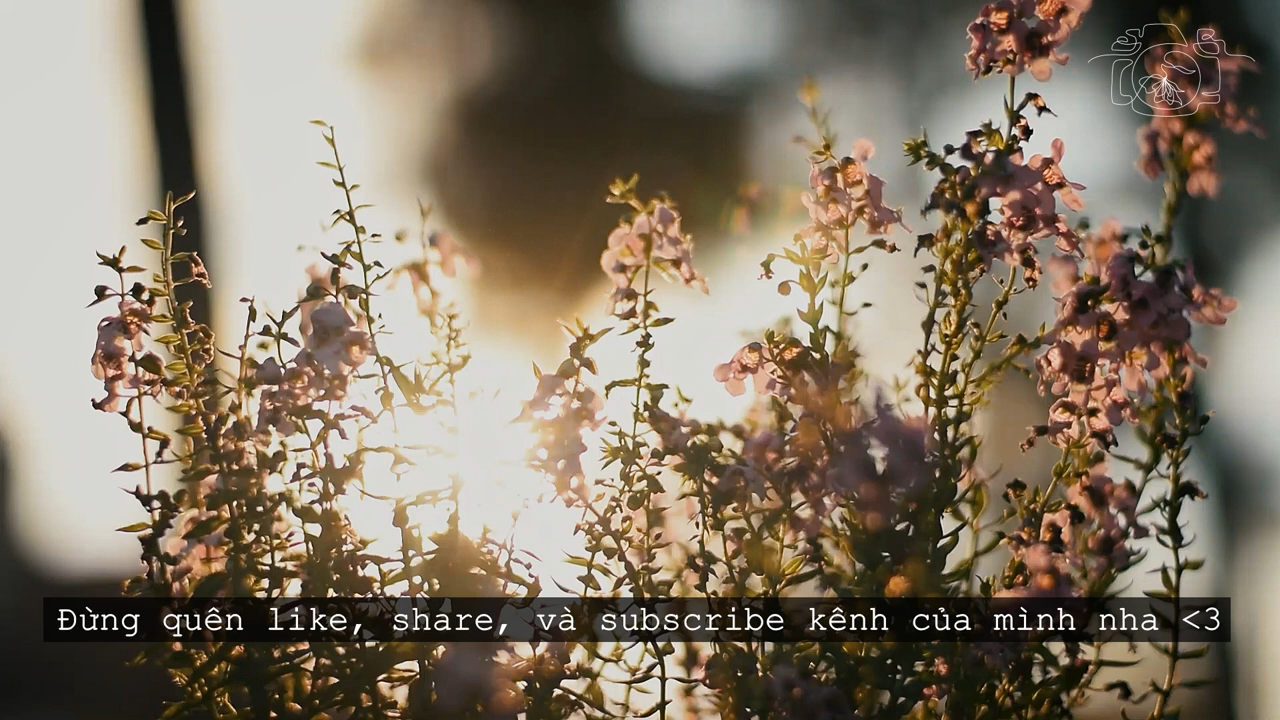 Đừng quên like, share, và subscribe kênh của mình nha <3